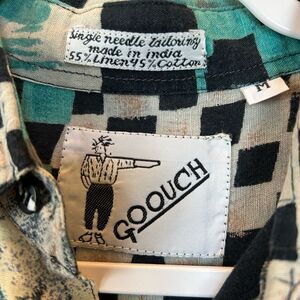 Single needle tailoring
made in india
55% Linen 45% Cotton
M
GOOUCH